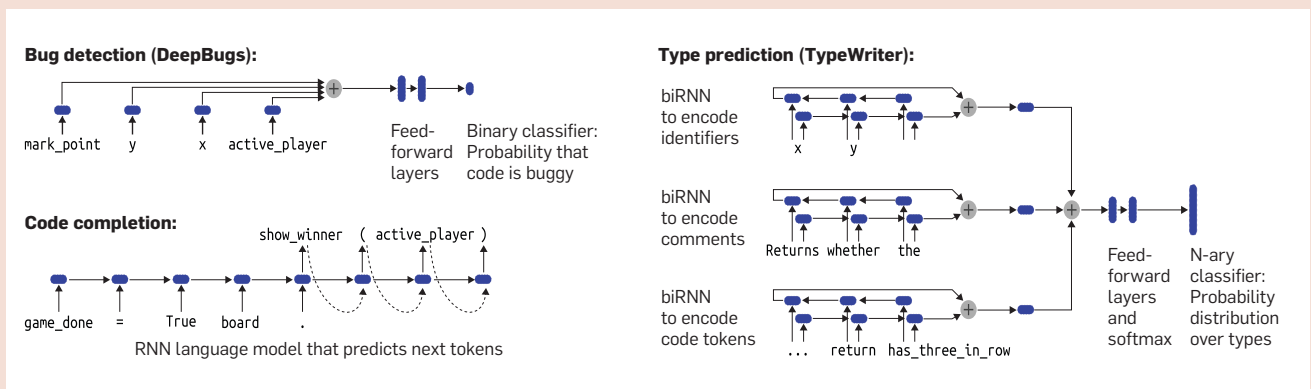 Bug detection (DeepBugs):
+
mark_point y x active_player
Feed-
forward
layers
Binary classifier:
Probability that
code is buggy
Code completion:
show_winner ( active_player )
game_done = True board .
RNN language model that predicts next tokens
Type prediction (TypeWriter):
biRNN
to encode
identifiers
+
x y
biRNN
to encode
comments
+
+
Returns whether the
biRNN
to encode
code tokens
+
... return has_three_in_row
Feed-
forward
layers
and
softmax
N-ary
classifier:
Probability
distribution
over types